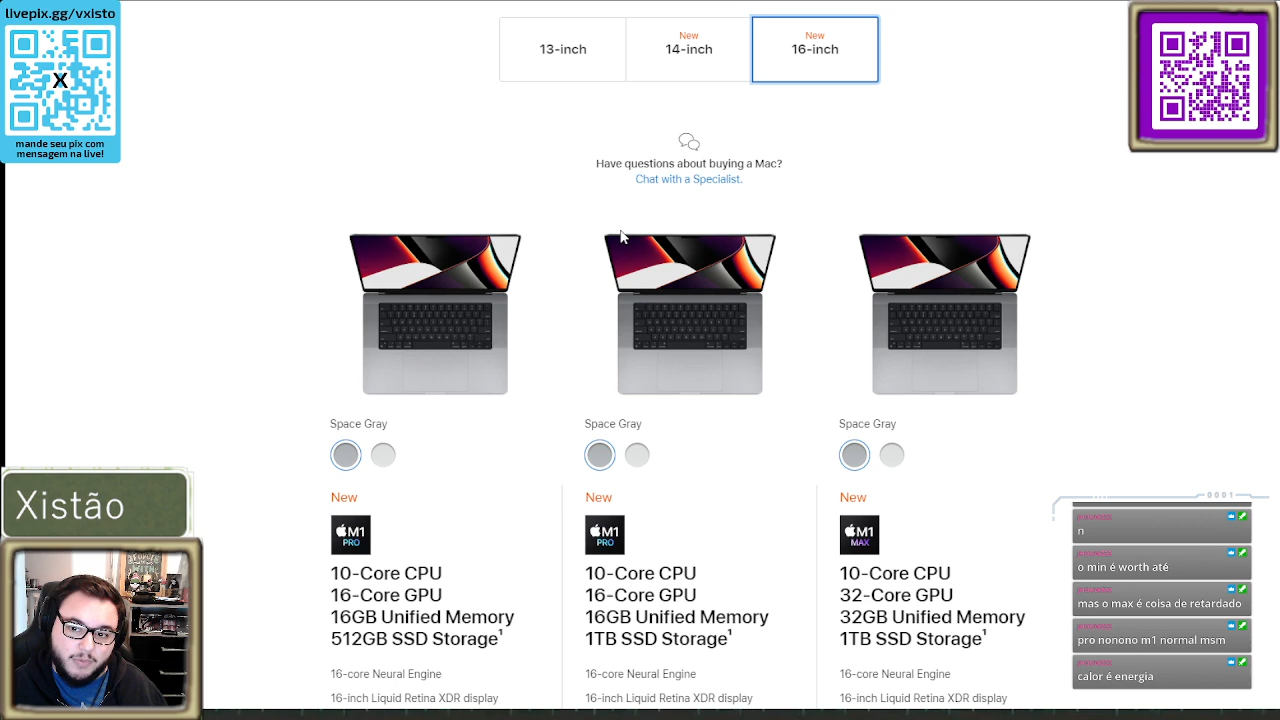 livepix.gg/vxisto
X
mande seu pix com
mensagem na live!
13-inch
New
14-inch
New
16-inch
Have questions about buying a Mac?
Chat with a Specialist.
Space Gray
Space Gray
Space Gray
New
M1
PRO
10-Core CPU
16-Core GPU
16GB Unified Memory
512GB SSD Storage¹
16-core Neural Engine
16-inch Liquid Retina XDR display
New
M1
PRO
10-Core CPU
16-Core GPU
16GB Unified Memory
1TB SSD Storage¹
16-core Neural Engine
16-inch Liquid Retina XDR display
New
M1
MAX
10-Core CPU
32-Core GPU
32GB Unified Memory
1TB SSD Storage¹
16-core Neural Engine
16-inch Liquid Retina XDR display
Xistão
0001
n
o min é worth até
mas o max é coisa de retardado
pro nonono m1 normal msm
calor é energia